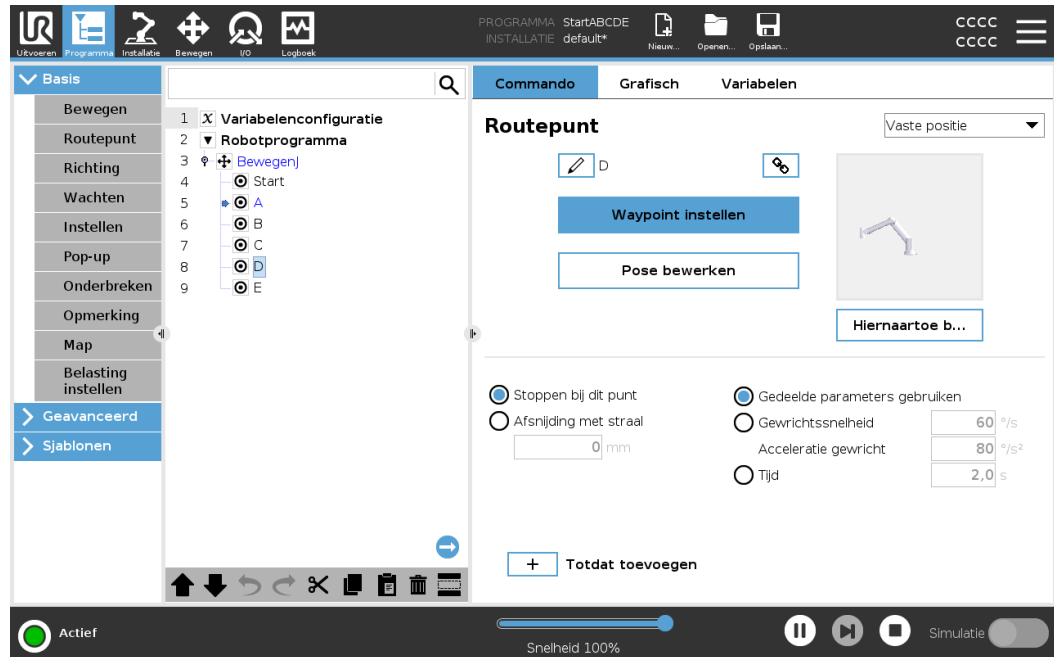 PROGRAMMA StartABCDE
INSTALLATIE default*
Uitvoeren Programma Installatie Bewegen I/O Logboek
Nieuw... Openen... Opslaan...
cccc
cccc
Basis
Bewegen
Routepunt
Richting
Wachten
Instellen
Pop-up
Onderbreken
Opmerking
Map
Belasting
instellen
Geavanceerd
Sjablonen
1 X Variabelenconfiguratie
2 Robotprogramma
3 BewegenJ
4 Start
5 A
6 B
7 C
8 D
9 E
Commando Grafisch Variabelen
Routepunt
Vaste positie
D
Waypoint instellen
Pose bewerken
Hiernaartoe b...
Stoppen bij dit punt
Afsnijding met straal
0 mm
Gedeelde parameters gebruiken
Gewrichtssnelheid 60 °/s
Acceleratie gewricht 80 °/s²
Tijd 2,0 s
+ Totdat toevoegen
Actief
Snelheid 100%
Simulatie